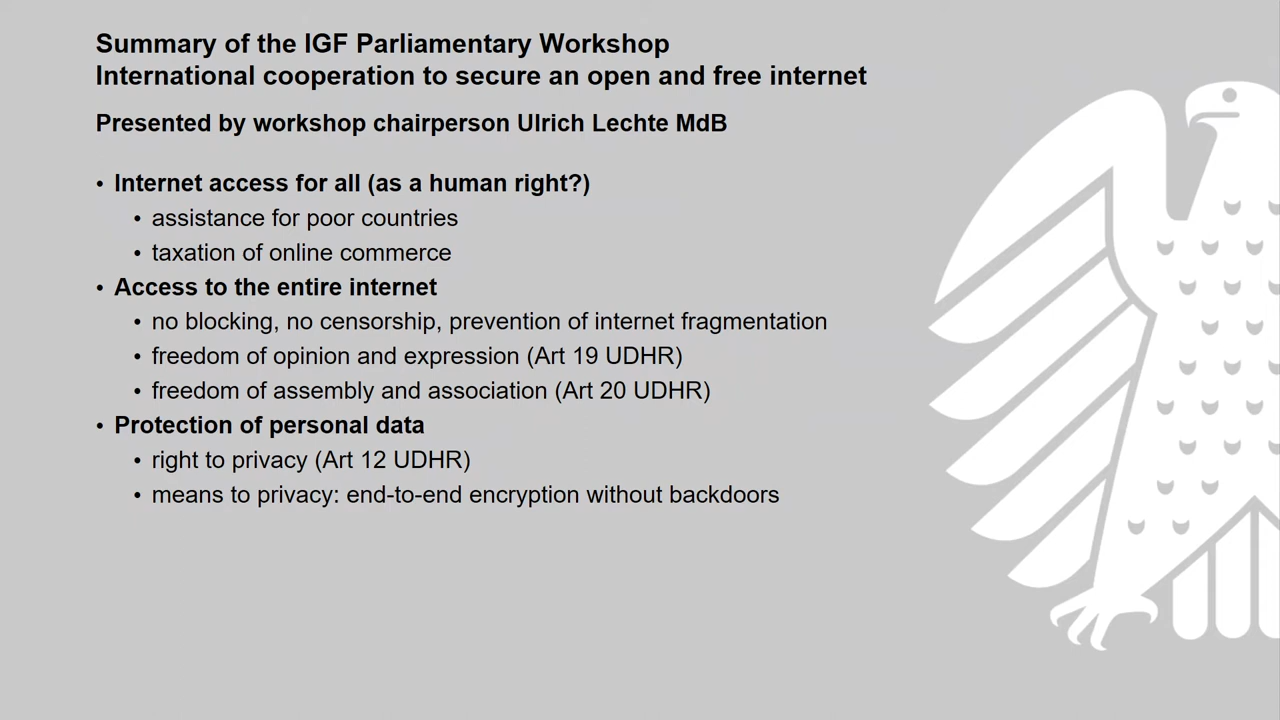 Summary of the IGF Parliamentary Workshop
International cooperation to secure an open and free internet
Presented by workshop chairperson Ulrich Lechte MdB
• Internet access for all (as a human right?)
• assistance for poor countries
• taxation of online commerce
• Access to the entire internet
• no blocking, no censorship, prevention of internet fragmentation
• freedom of opinion and expression (Art 19 UDHR)
• freedom of assembly and association (Art 20 UDHR)
• Protection of personal data
• right to privacy (Art 12 UDHR)
• means to privacy: end-to-end encryption without backdoors